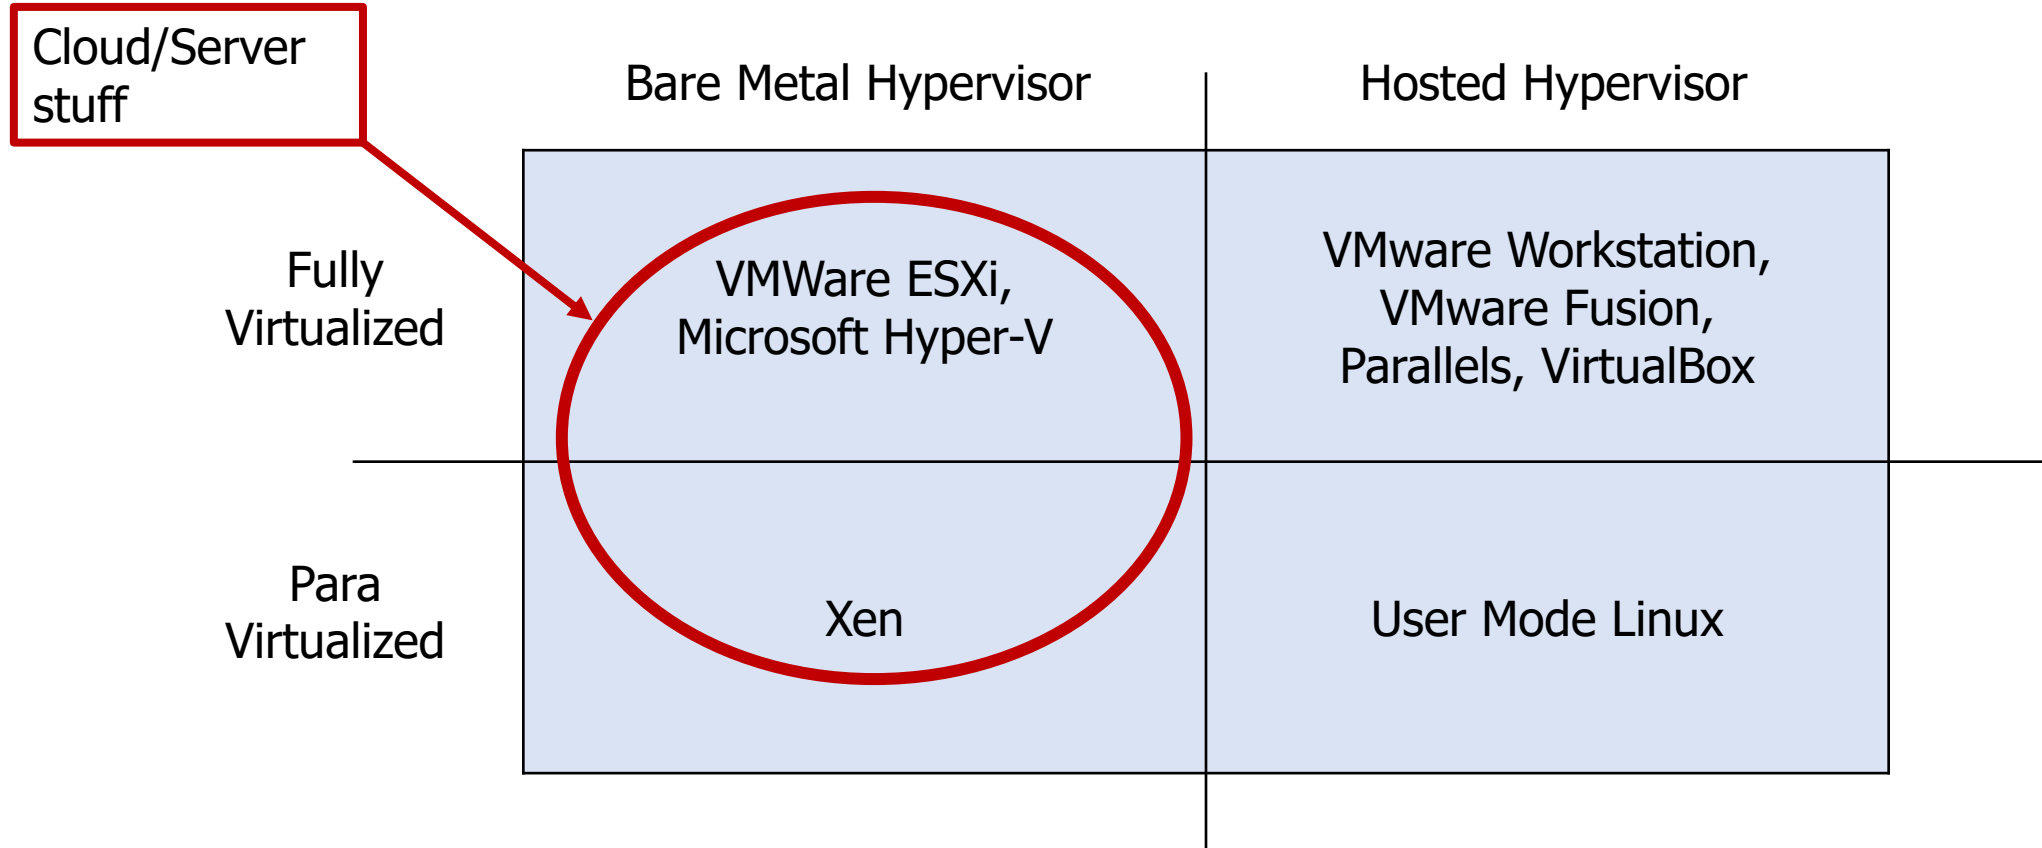 Cloud/Server
stuff
Bare Metal Hypervisor
Hosted Hypervisor
Fully
Virtualized
VMWare ESXi,
Microsoft Hyper-V
VMware Workstation,
VMware Fusion,
Parallels, VirtualBox
Para
Virtualized
Xen
User Mode Linux